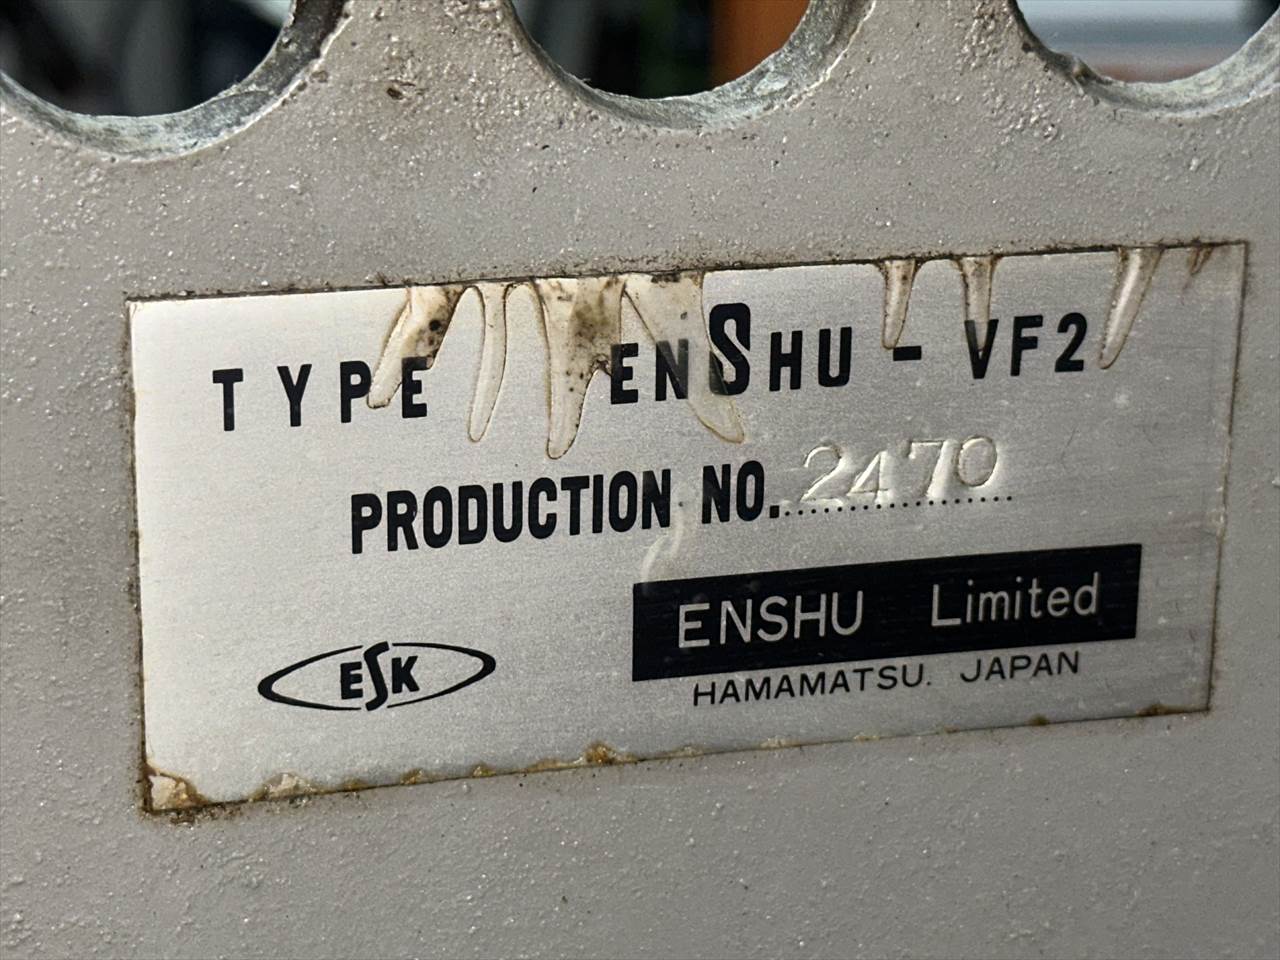 TYPE ENSHU - VF2
PRODUCTION NO. 2470
ESK
ENSHU Limited
HAMAMATSU. JAPAN